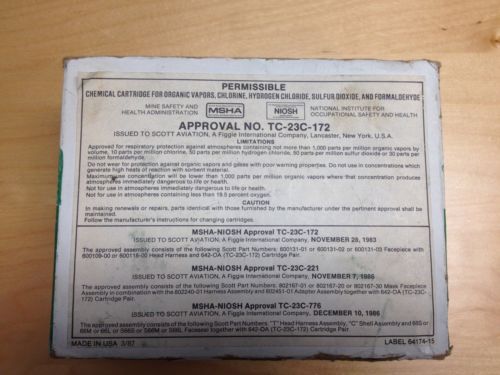 PERMISSIBLE
CHEMICAL CARTRIDGE FOR ORGANIC VAPORS, CHLORINE, HYDROGEN CHLORIDE, SULFUR DIOXIDE, AND FORMALDEHYDE
MINE SAFETY AND
HEALTH ADMINISTRATION
MSHA
NIOSH
NATIONAL INSTITUTE FOR
OCCUPATIONAL SAFETY AND HEALTH
APPROVAL NO. TC-23C-172
ISSUED TO SCOTT AVIATION, A Figgie International Company, Lancaster, New York, U.S.A.
LIMITATIONS
Approved for respiratory protection against atmospheres containing not more than 1,000 parts per million organic vapors by
volume, 10 parts per million chlorine, 50 parts per million hydrogen chloride, 50 parts per million sulfur dioxide or 30 parts per
million formaldehyde.
Do not wear for protection against organic vapors and gases with poor warning properties. Do not use in concentrations which
generate high heats of reaction with sorbent material.
Maximum use concentration will be lower than 1,000 parts per million organic vapors where that concentration produces
atmospheres immediately dangerous to life or health.
Not for use in atmospheres immediately dangerous to life or health.
Not for use in atmospheres containing less than 19.5 percent oxygen.
CAUTION
In making renewals or repairs, parts identical with those furnished by the manufacturer under the pertinent approval shall be
maintained.
Follow the manufacturer's instructions for changing cartridges.
MSHA-NIOSH Approval TC-23C-172
ISSUED TO SCOTT AVIATION, A Figgie International Company, NOVEMBER 28, 1983
The approved assembly consists of the following Scott Part Numbers: 600131-01 or 600131-02 or 600131-03 Facepiece with
600109-00 or 600116-00 Head Harness and 642-OA (TC-23C-172) Cartridge Pair.
MSHA-NIOSH Approval TC-23C-221
ISSUED TO SCOTT AVIATION, A Figgie International Company, NOVEMBER 7, 1985
The approved assembly consists of the following Scott Part Numbers: 802167-01 or 802167-20 or 802167-30 Mask Facepiece
Assembly in combination with the 802240-01 Harness Assembly and 802451-01 Adapter Assembly together with 642-OA (TC-23C-
172) Cartridge Pair.
MSHA-NIOSH Approval TC-23C-776
ISSUED TO SCOTT AVIATION, A Figgie International Company, DECEMBER 10, 1986
The approved assembly consists of the following Scott Part Numbers: "T" Head Harness Assembly, "C" Shell Assembly and 66S or
66M or 66L or S66S or S66M or S66L Facessel together with 642-OA (TC-23C-172) Cartridge Pair.
MADE IN USA 3/87
LABEL 64174-15